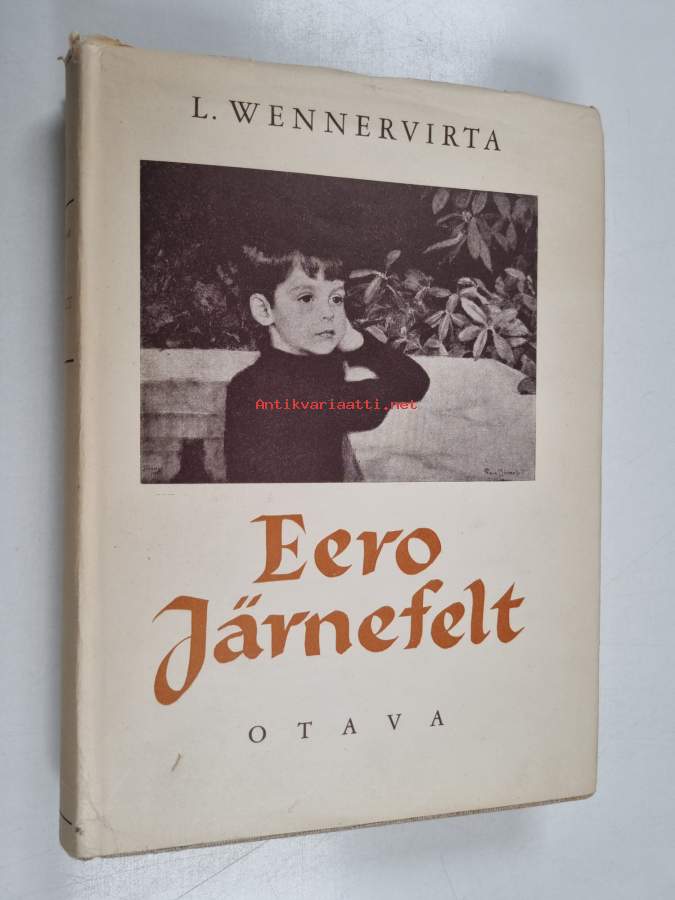 L. WENNERVIRTA
Antikvariaatti.net
Eero
Järnefelt
OTAVA